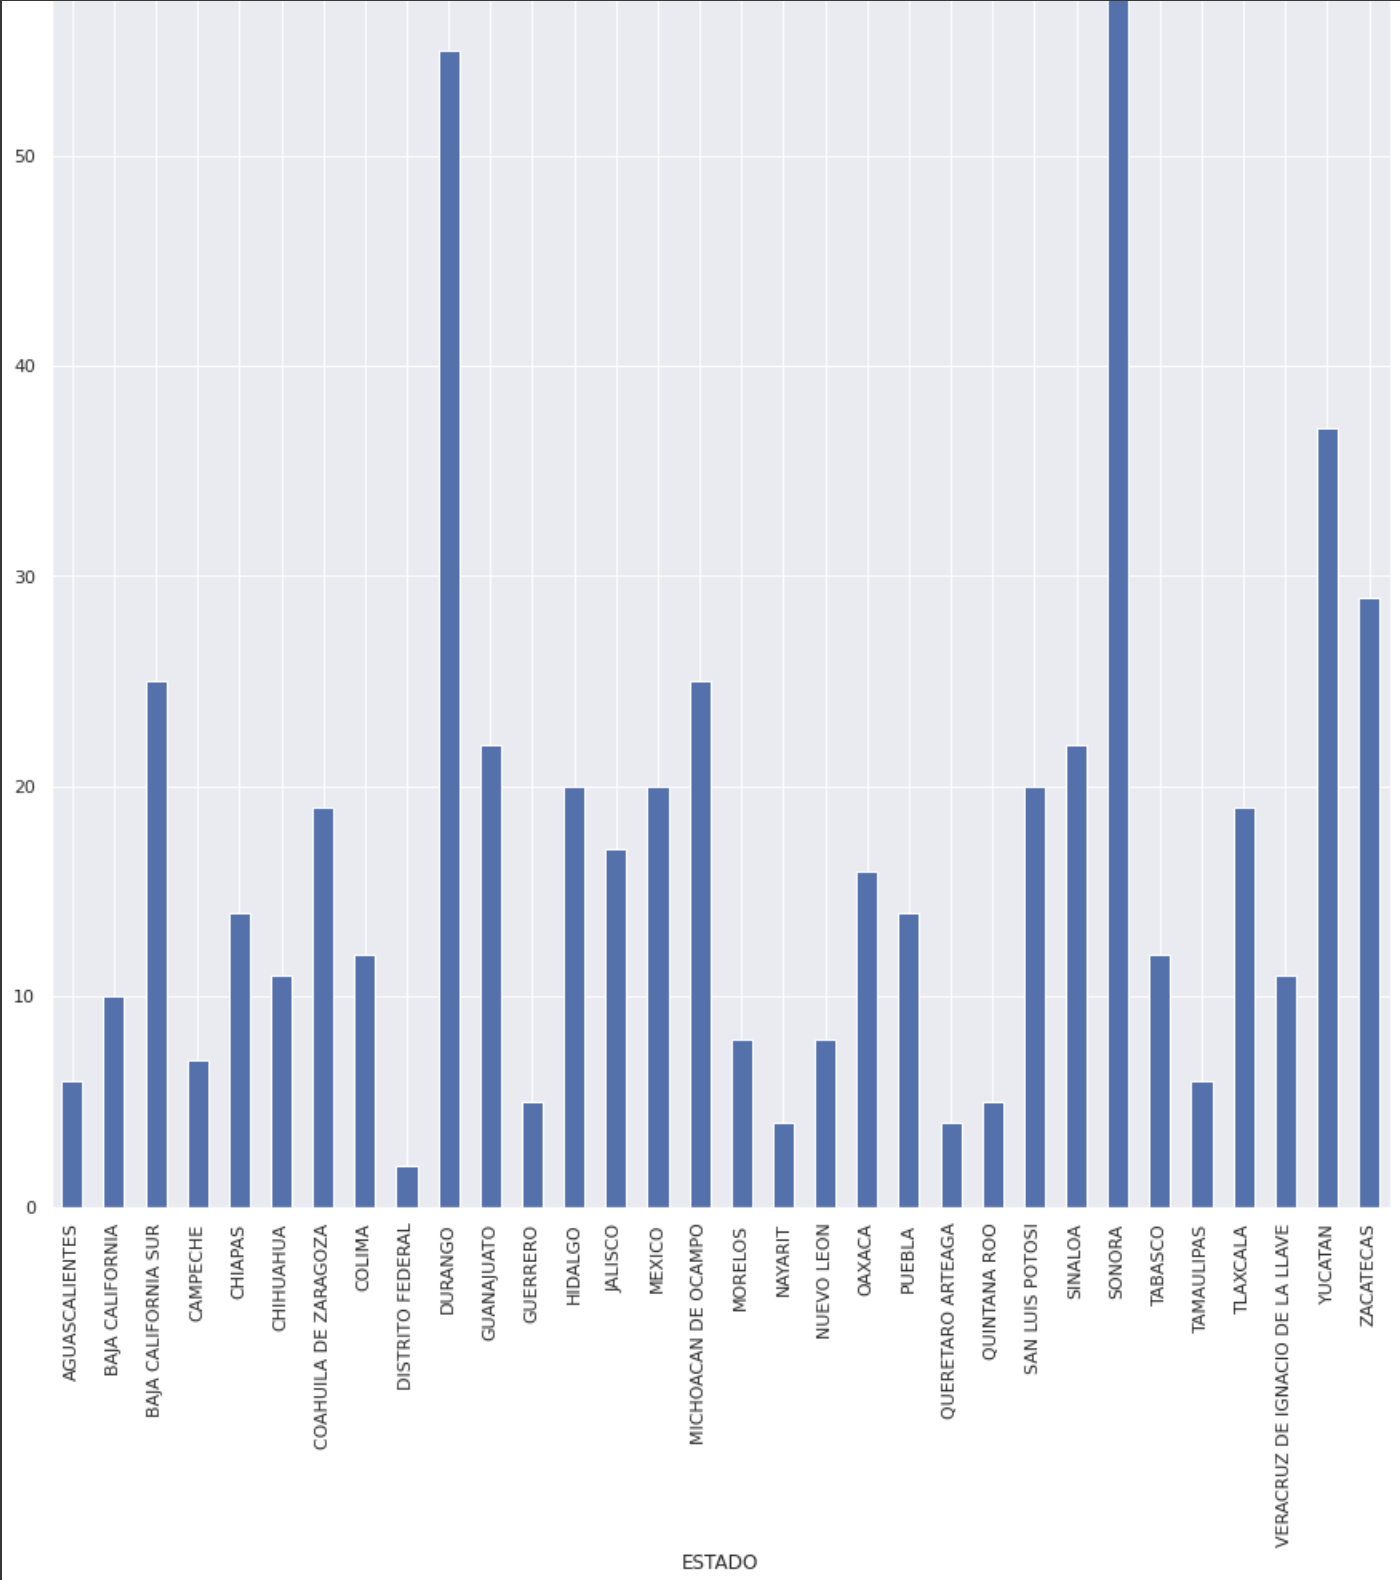 50
40
30
20
10
0
AGUASCALIENTES
BAJA CALIFORNIA
BAJA CALIFORNIA SUR
CAMPECHE
CHIAPAS
CHIHUAHUA
COAHUILA DE ZARAGOZA
COLIMA
DISTRITO FEDERAL
DURANGO
GUANAJUATO
GUERRERO
HIDALGO
JALISCO
MEXICO
MICHOACAN DE OCAMPO
MORELOS
NAYARIT
NUEVO LEON
OAXACA
PUEBLA
QUERETARO ARTEAGA
QUINTANA ROO
SAN LUIS POTOSI
SINALOA
SONORA
TABASCO
TAMAULIPAS
TLAXCALA
VERACRUZ DE IGNACIO DE LA LLAVE
YUCATAN
ZACATECAS
ESTADO